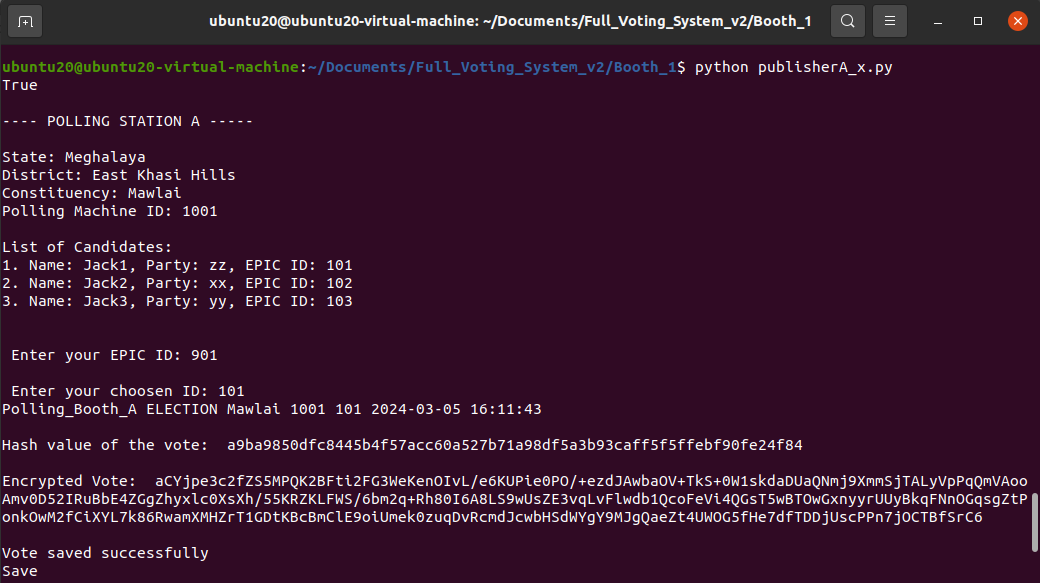 ubuntu20@ubuntu20-virtual-machine: ~/Documents/Full_Voting_System_v2/Booth_1
ubuntu20@ubuntu20-virtual-machine:~/Documents/Full_Voting_System_v2/Booth_1$ python publisherA_x.py
True
---- POLLING STATION A -----
State: Meghalaya
District: East Khasi Hills
Constituency: Mawlai
Polling Machine ID: 1001
List of Candidates:
1. Name: Jack1, Party: zz, EPIC ID: 101
2. Name: Jack2, Party: xx, EPIC ID: 102
3. Name: Jack3, Party: yy, EPIC ID: 103
Enter your EPIC ID: 901
Enter your choosen ID: 101
Polling_Booth_A ELECTION Mawlai 1001 101 2024-03-05 16:11:43
Hash value of the vote:  a9ba9850dfc8445b4f57acc60a527b71a98df5a3b93caff5f5ffebf90fe24f84
Encrypted Vote:  aCYjpe3c2fZS5MPQK2BFti2FG3WeKenOIvL/e6KUPie0PO/+ezdJAwbaOV+TkS+0W1skdaDUaQNmj9XmmSjTALyVpPqQmVAoo
Amv0D52IRuBbE4ZGgZhyxlc0XsXh/55KRZKLFWS/6bm2q+Rh80I6A8LS9wUsZE3vqLvFlwdb1QcoFeVi4QGsT5wBTOwGxnyyrUUyBkqFNnOGqsgZtP
onkOwM2fCiXYL7k86RwamXMHZrT1GDtKBcBmClE9oiUmek0zuqDvRcmdJcwbHSdWYgY9MJgQaeZt4UWOG5fHe7dfTDDjUscPPn7jOCTBfSrC6
Vote saved successfully
Save